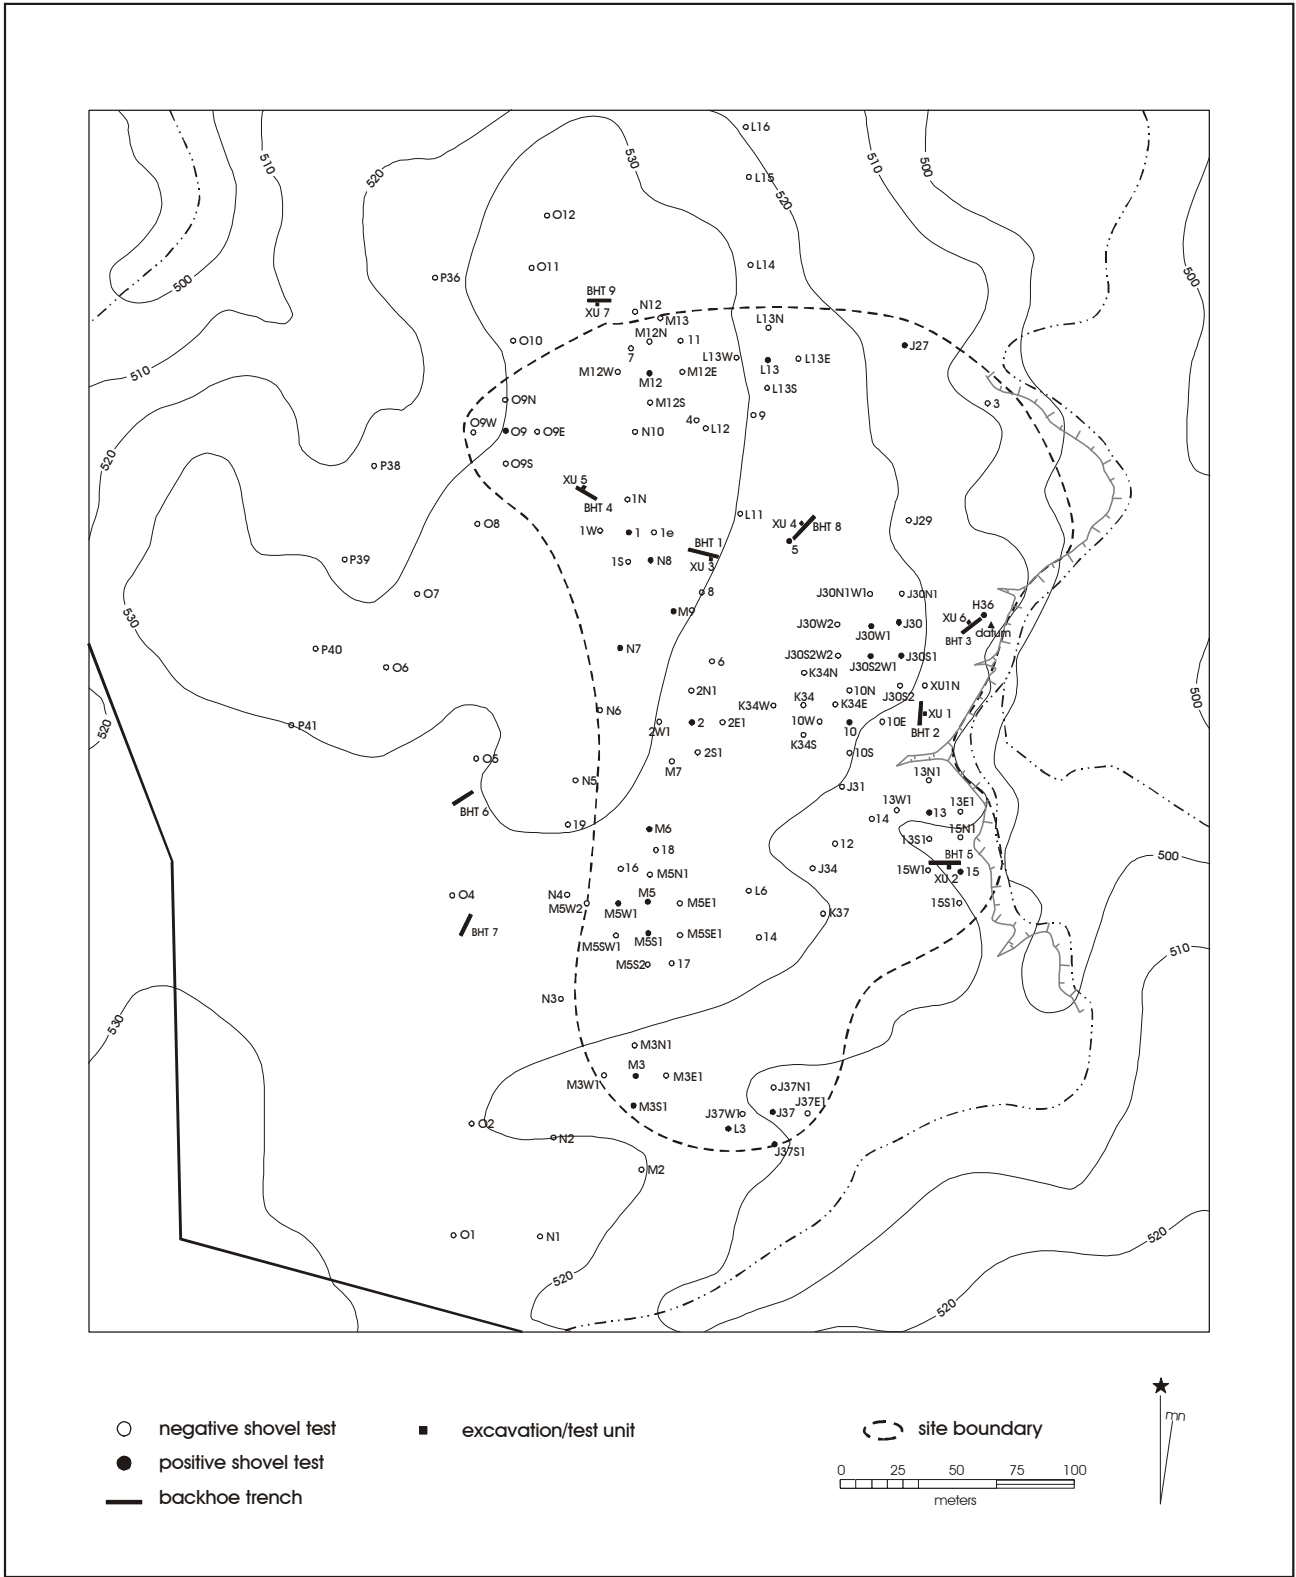 L16
530
510
510
500
520
L15
520
O12
L14
O11
P36
500
500
BHT 9
N12
XU 7
M13
L13N
M12N
11
O10
7
J27
L13W
L13E
510
M12W
M12E
L13
M12
L13S
O9N
M12S
3
9
4
L12
O9W
O9
O9E
N10
520
O9S
P38
XU 5
1N
BHT 4
L11
O8
J29
XU 4
BHT 8
1W
1
1e
5
BHT 1
P39
1S
N8
XU 3
8
O7
J30N1W1
J30N1
530
M9
H36
XU 6
J30W2
J30
datum
J30W1
BHT 3
P40
N7
J30S2W2
J30S1
6
J30S2W1
O6
K34N
500
2N1
10N
XU1N
J30S2
K34
K34W
K34E
N6
XU 1
P41
2W1
2
2E1
10W
10
10E
520
BHT 2
K34S
2S1
10S
O5
M7
13N1
N5
J31
13W1
13E1
BHT 6
13
19
14
M6
15N1
13S1
12
18
BHT 5
500
16
M5N1
J34
15W1
15
XU 2
O4
N4
M5
L6
M5W2
M5W1
M5E1
15S1
K37
BHT 7
M5S1
M5SE1
14
M5SW1
510
M5S2
17
N3
530
M3N1
M3
M3E1
M3W1
J37N1
M3S1
J37E1
J37W1
J37
O2
L3
N2
J37S1
M2
O1
N1
520
520
520
mn
negative shovel test
excavation/test unit
site boundary
positive shovel test
0 25 50 75 100
backhoe trench
meters